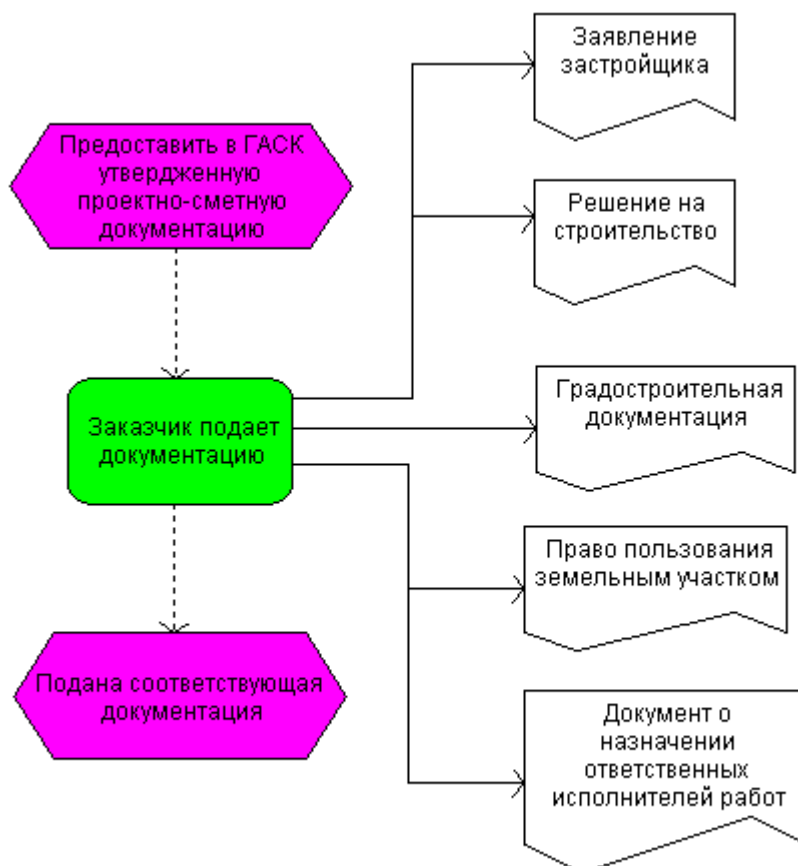 Заявление
застройщика
Предоставить в ГАСК
утвержденную
проектно-сметную
документацию
Решение на
строительство
Заказчик подает
документацию
Градостроительная
документация
Право пользования
земельным участком
Подана соответствующая
документация
Документ о
назначении
ответственных
исполнителей работ